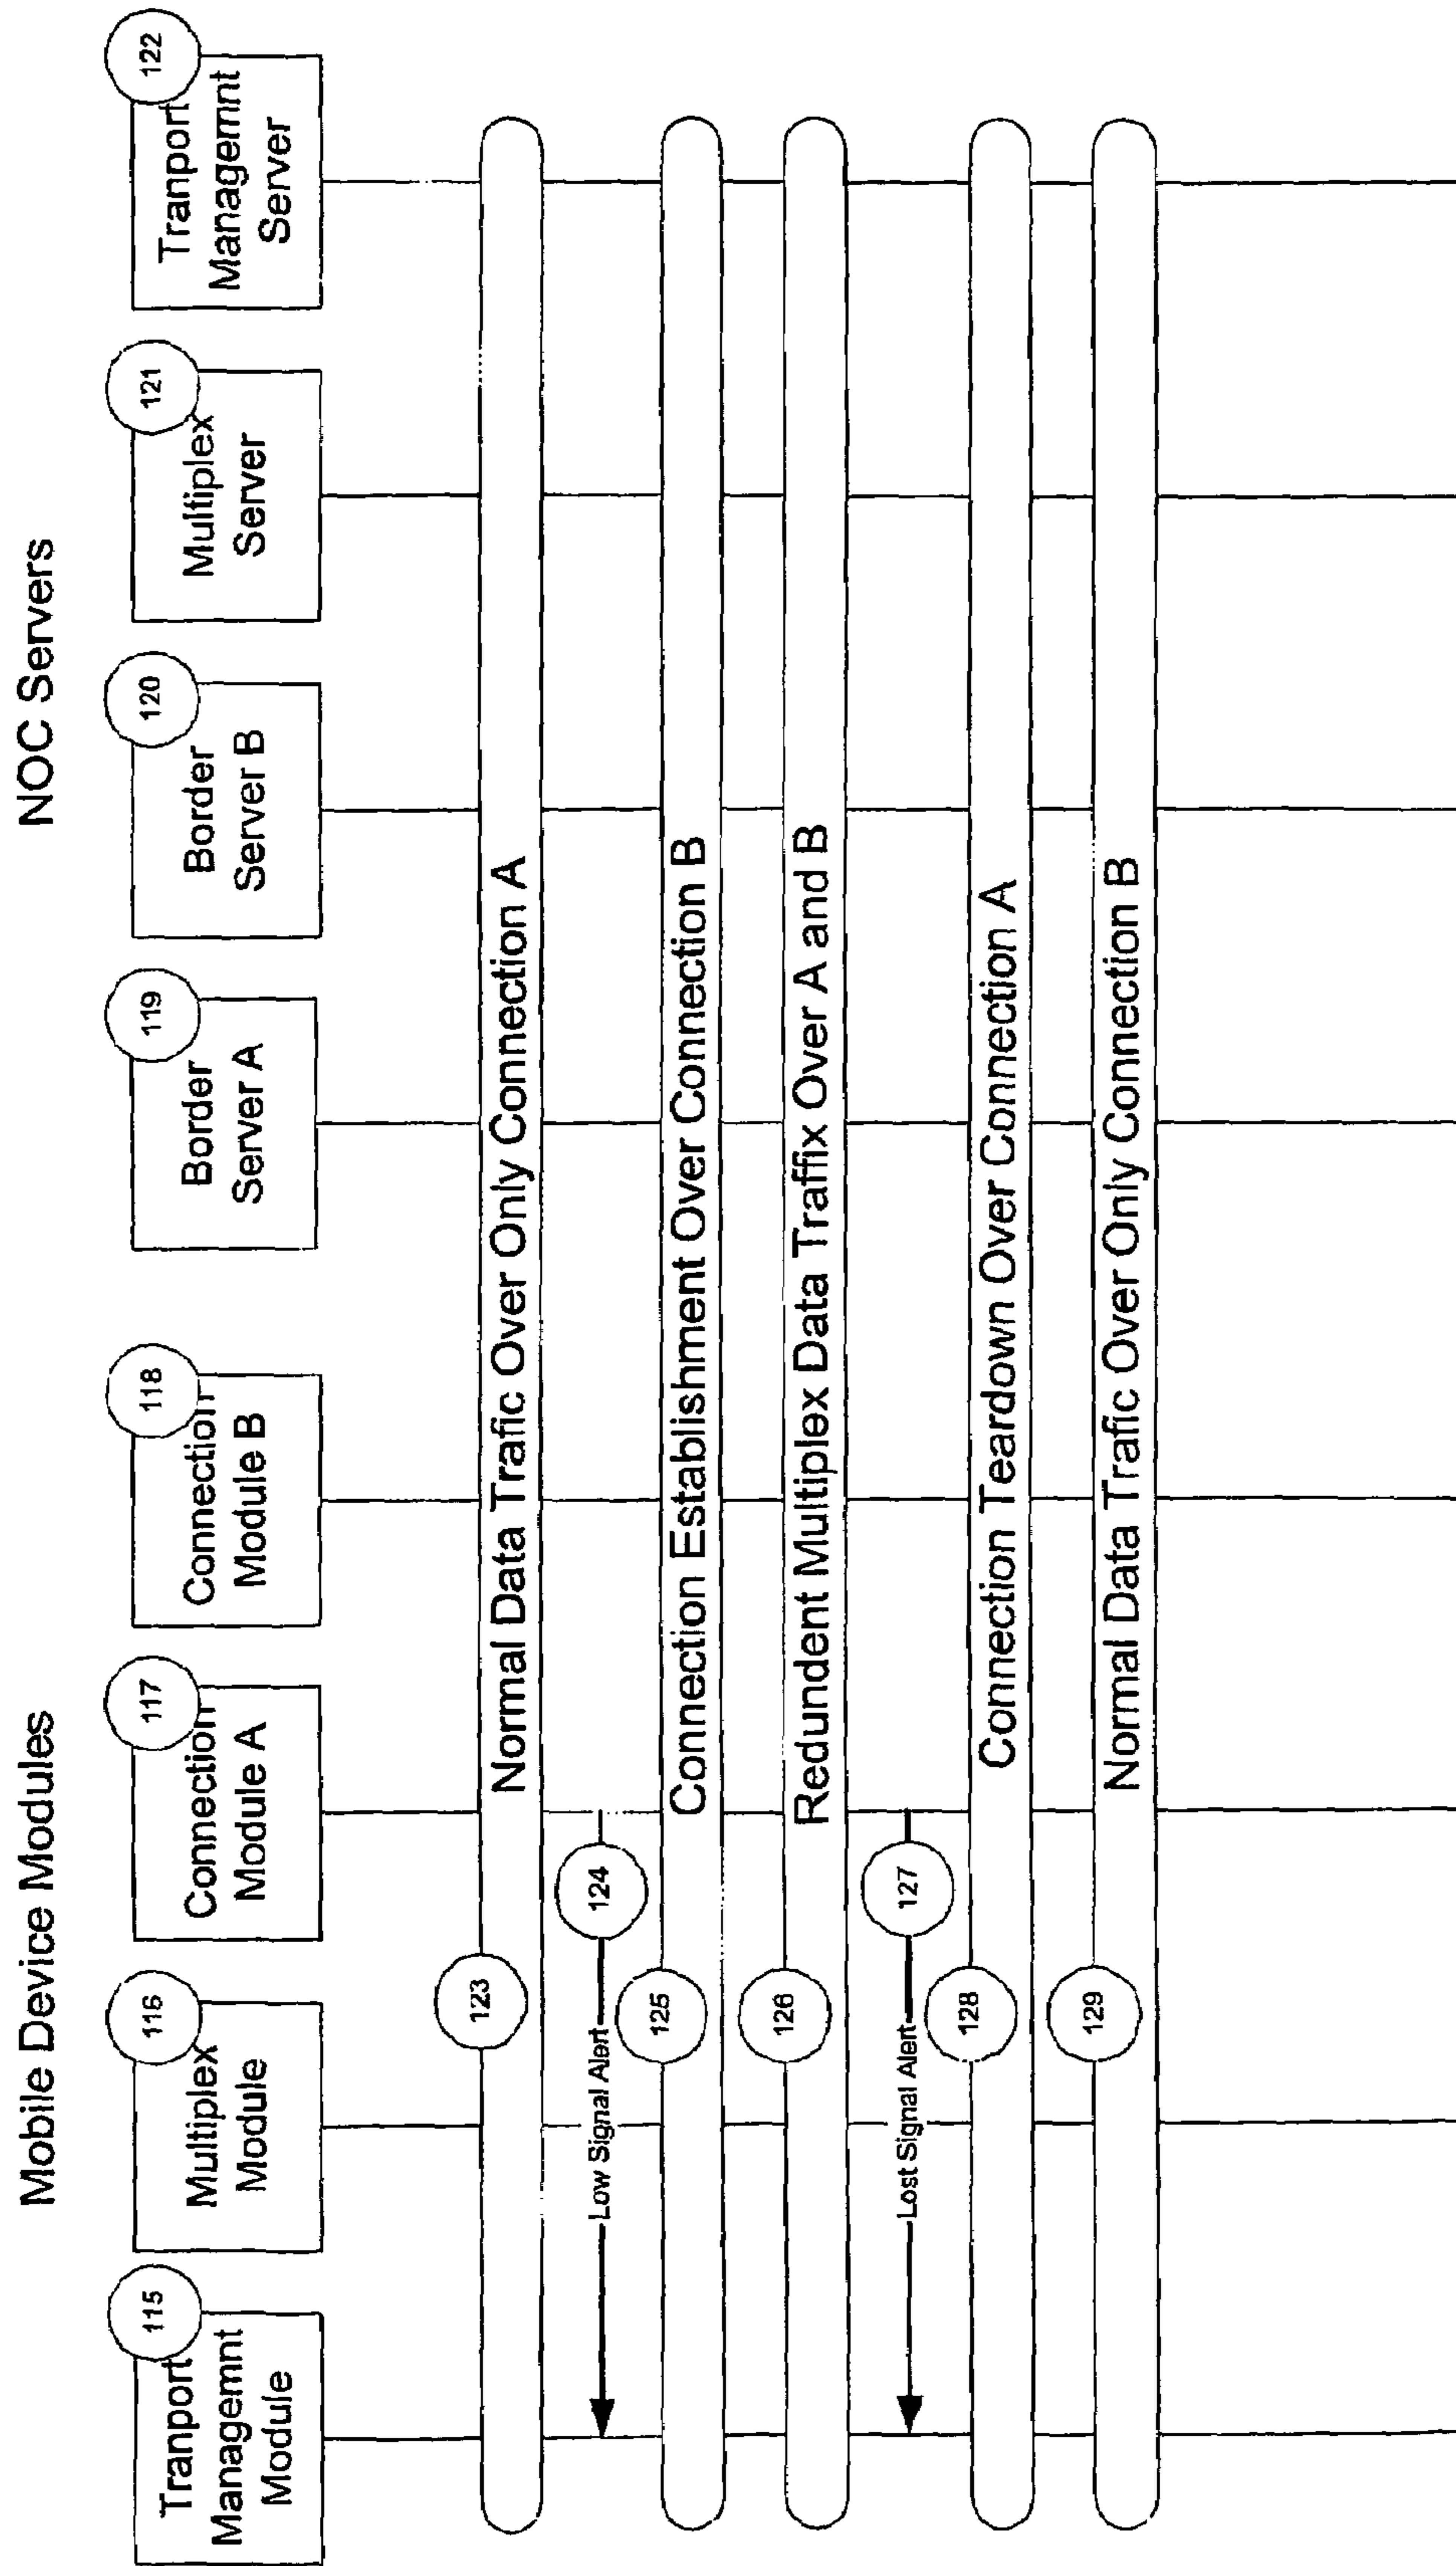 Mobile Device Modules
NOC Servers
115
Tranport
Managemnt
Module
116
Multiplex
Module
117
Connection
Module A
118
Connection
Module B
119
Border
Server A
120
Border
Server B
121
Multiplex
Server
122
Tranport
Managemnt
Server
123
Normal Data Trafic Over Only Connection A
Low Signal Alert
124
125
Connection Establishment Over Connection B
126
Redundent Multiplex Data Traffix Over A and B
Lost Signal Alert
127
128
Connection Teardown Over Connection A
129
Normal Data Trafic Over Only Connection B